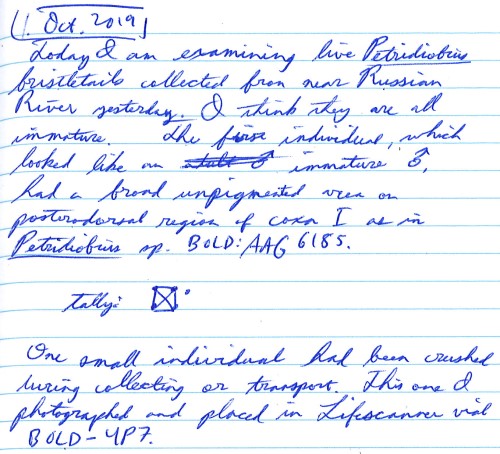 11. Oct. 2019
Today I am examining live Petridiobius
bristletails collected from near Russian
River yesterday. I think they are all
immature. The first individual, which
looked like an adult ♂ immature ♂,
had a broad unpigmented area on
posterodorsal region of coxa I as in
Petridiobius sp. BOLD:AAG6185.
tally:
One small individual had been crushed
during collecting or transport. This one I
photographed and placed in Lifescanner vial
BOLD-4P7.